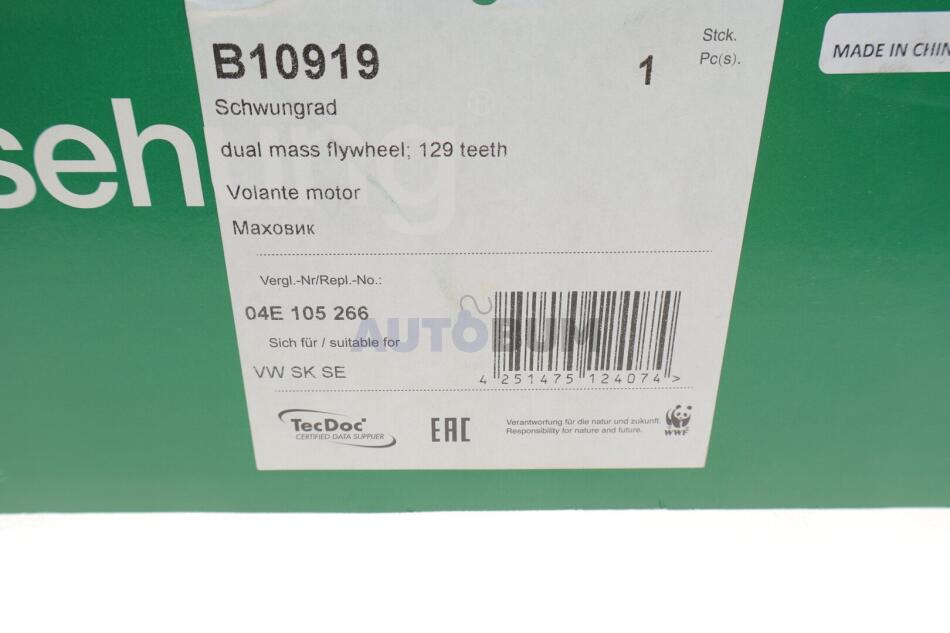 B10919
1
Stck.
Pc(s).
MADE IN CHIN
Schwungrad
sehung®
dual mass flywheel; 129 teeth
Volante motor
Маховик
Vergl.-Nr/Repl.-No.:
04E 105 266
AUTOBUM
Sich für / suitable for
VW SK SE
4 251475 124074 >
TecDoc
CERTIFIED DATA SUPPLIER
EAC
Verantwortung für die natur und zukunft.
Responsibility for nature and future.
WWF